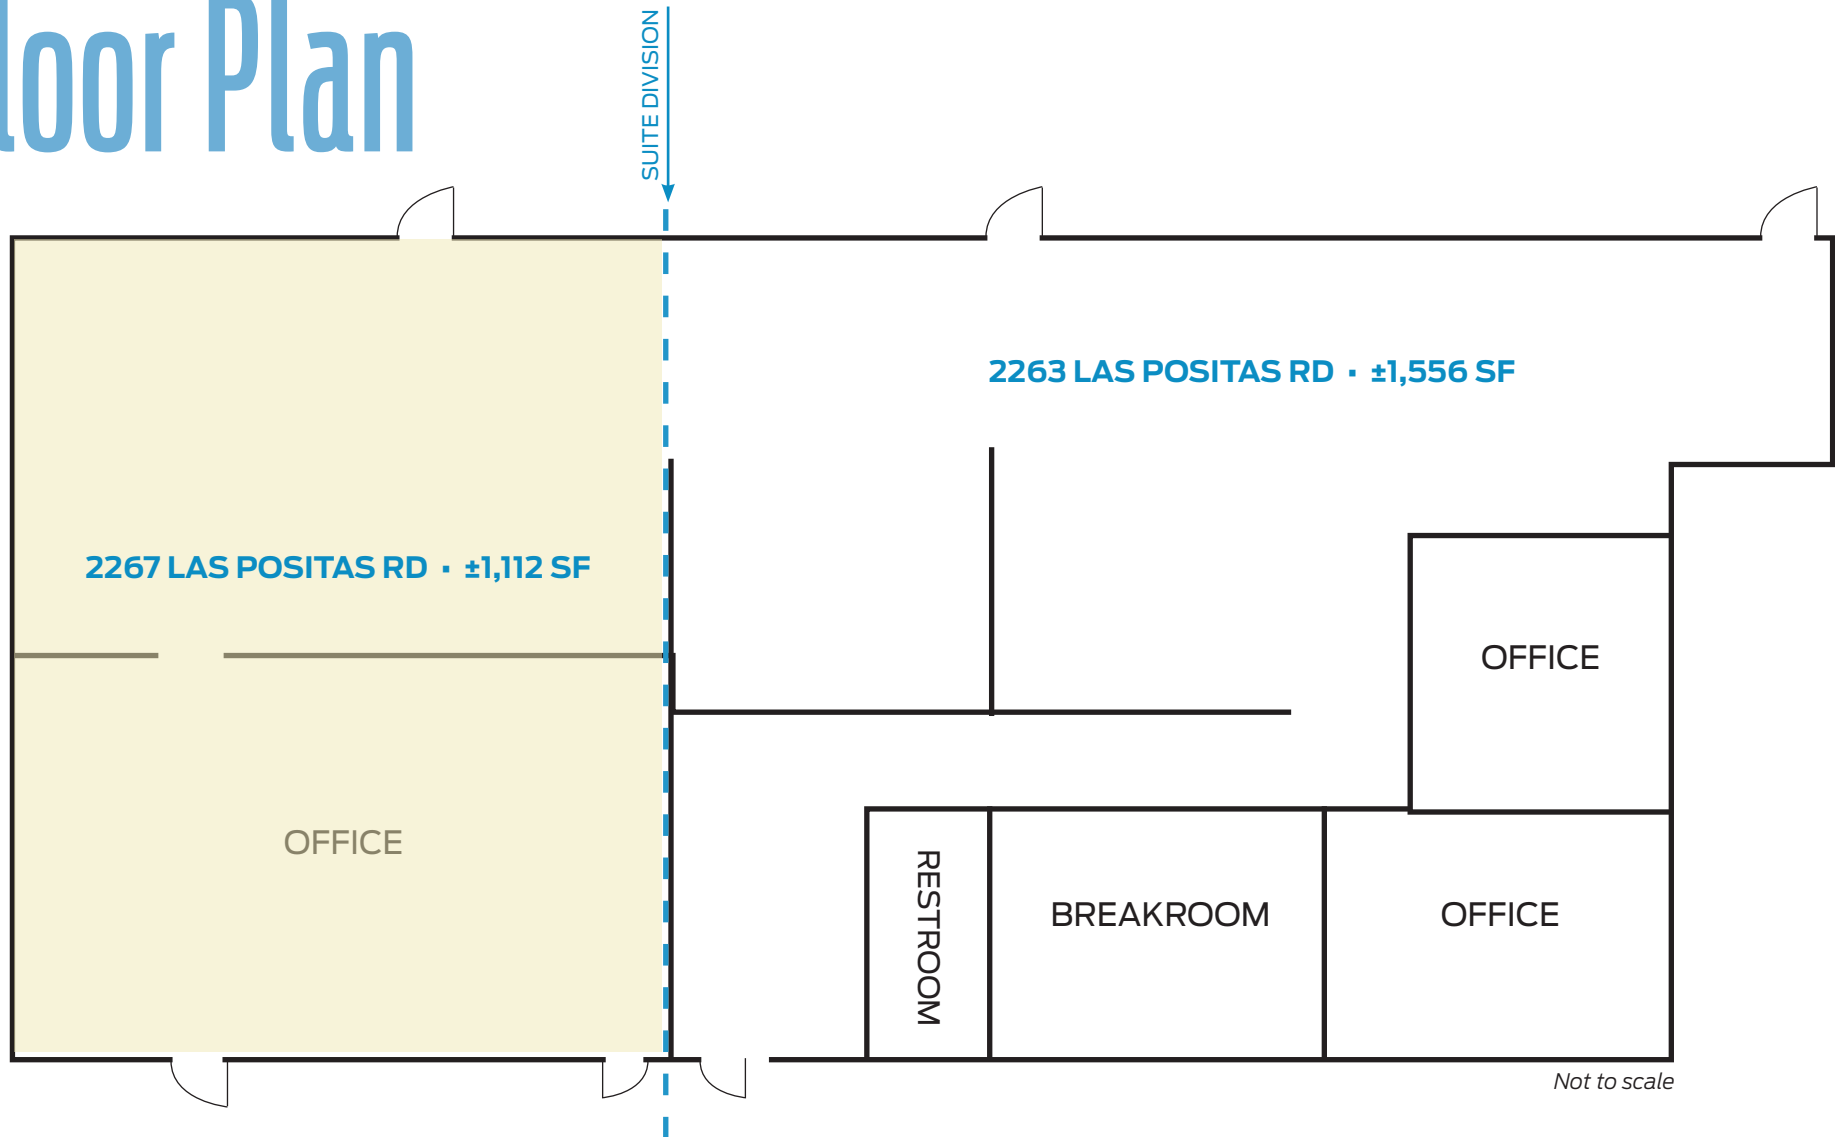 loor Plan
SUITE DIVISION
2263 LAS POSITAS RD ▪ ±1,556 SF
2267 LAS POSITAS RD ▪ ±1,112 SF
OFFICE
OFFICE
RESTROOM
BREAKROOM
OFFICE
Not to scale